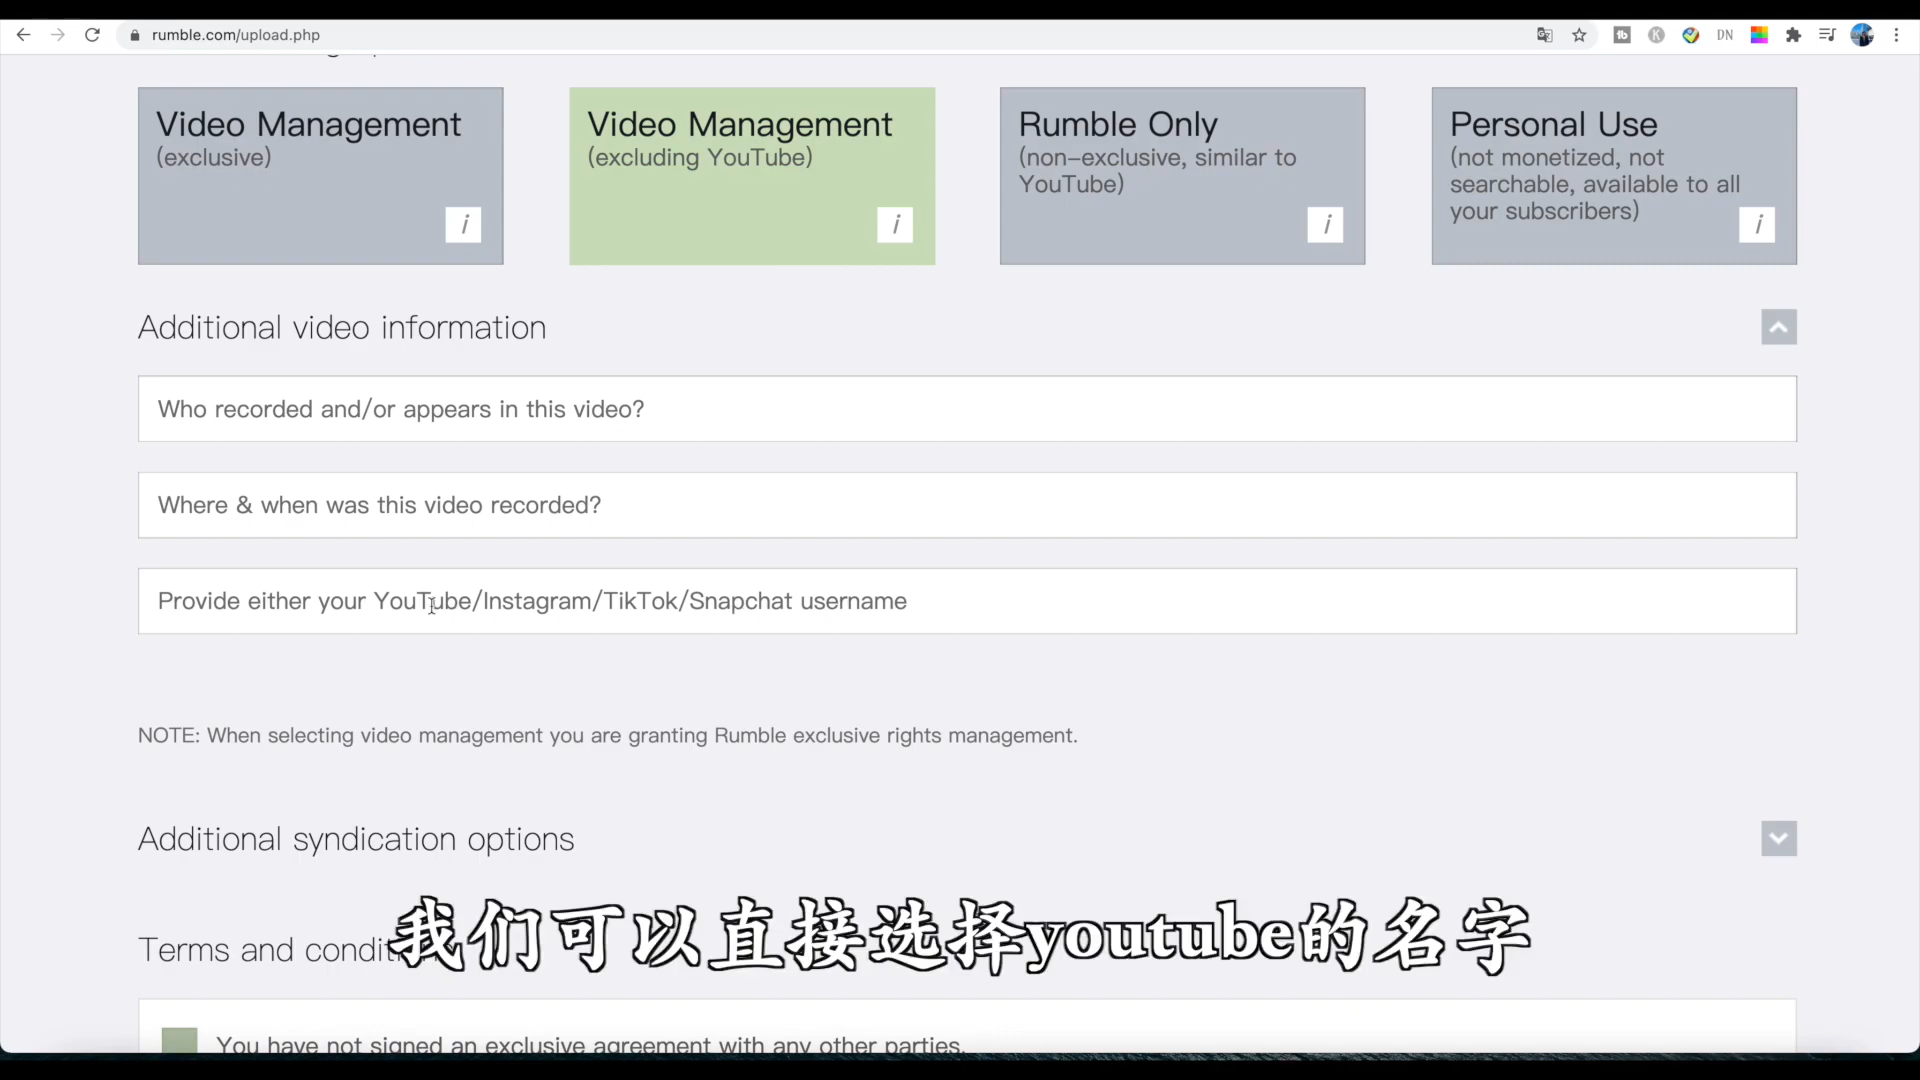 rumble.com/upload.php
DN
Video Management
(exclusive)
i
Video Management
(excluding YouTube)
i
Rumble Only
(non-exclusive, similar to
YouTube)
i
Personal Use
(not monetized, not
searchable, available to all
your subscribers)
i
Additional video information
Who recorded and/or appears in this video?
Where & when was this video recorded?
Provide either your YouTube/Instagram/TikTok/Snapchat username
NOTE: When selecting video management you are granting Rumble exclusive rights management.
Additional syndication options
Terms and condit
我们可以直接选择youtube的名字
You have not signed an exclusive agreement with any other parties.